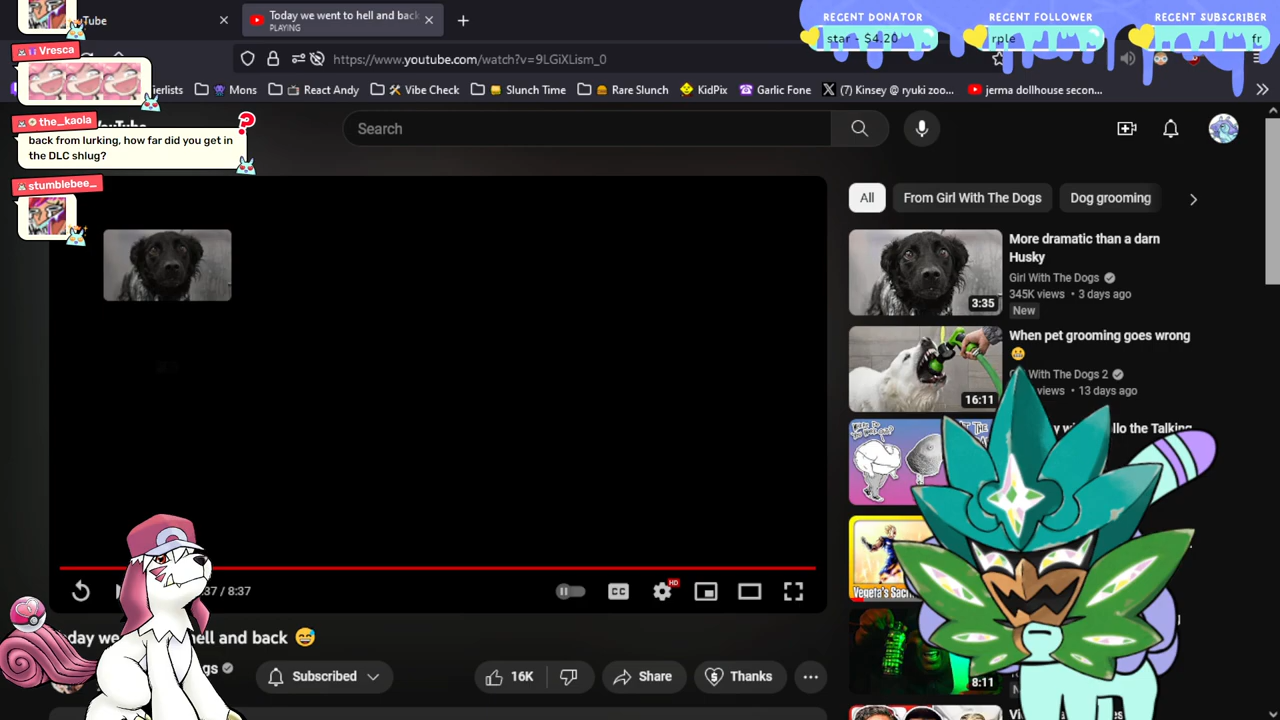 YouTube
Today we went to hell and back
PLAYING
RECENT DONATOR
star - $4.20
RECENT FOLLOWER
rple
RECENT SUBSCRIBER
fr
Vresca
https://www.youtube.com/watch?v=9LGiXLism_0
ierlists
Mons
React Andy
Vibe Check
Slunch Time
Rare Slunch
KidPix
Garlic Fone
(7) Kinsey @ ryuki zoo...
jerma dollhouse secon...
the_kaola
back from lurking, how far did you get in
the DLC shlug?
stumblebee_
Search
All
From Girl With The Dogs
Dog grooming
More dramatic than a darn
Husky
Girl With The Dogs
345K views • 3 days ago
New
3:35
When pet grooming goes wrong
😬
Girl With The Dogs 2
views • 13 days ago
16:11
llo the Talking
Vegeta's Sacri
8:11
37 / 8:37
CC
HD
day we hell and back 😅
gs
Subscribed
16K
Share
Thanks